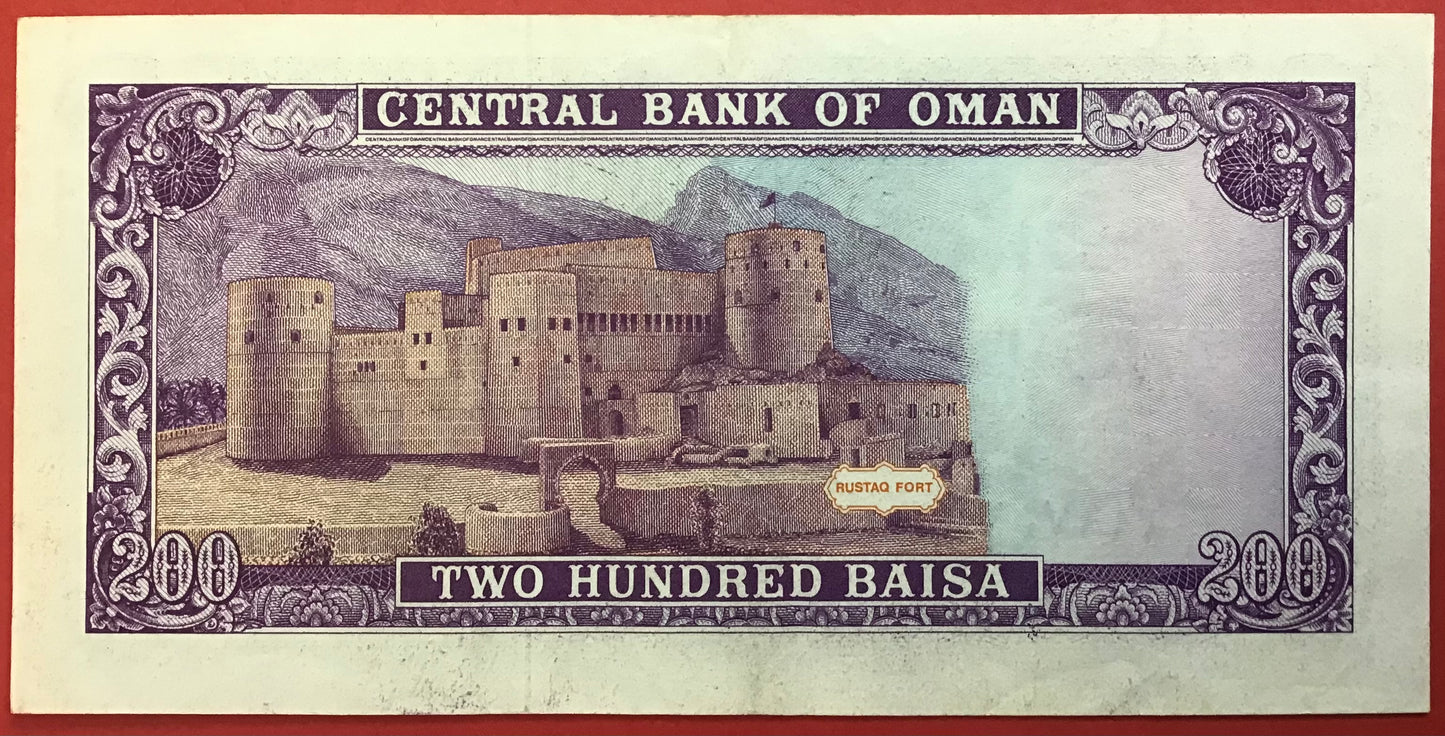 CENTRAL BANK OF OMAN
RUSTAQ FORT
200
TWO HUNDRED BAISA
200